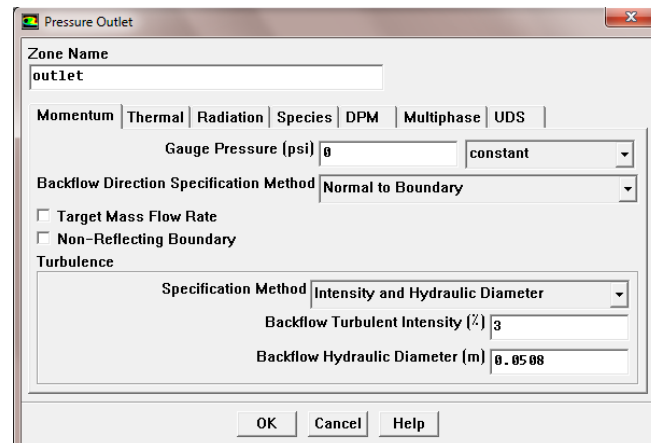 Pressure Outlet
X
Zone Name
outlet
Momentum Thermal Radiation Species DPM Multiphase UDS
Gauge Pressure (psi) 0 constant
Backflow Direction Specification Method Normal to Boundary
Target Mass Flow Rate
Non-Reflecting Boundary
Turbulence
Specification Method Intensity and Hydraulic Diameter
Backflow Turbulent Intensity (%) 3
Backflow Hydraulic Diameter (m) 0.0508
OK Cancel Help